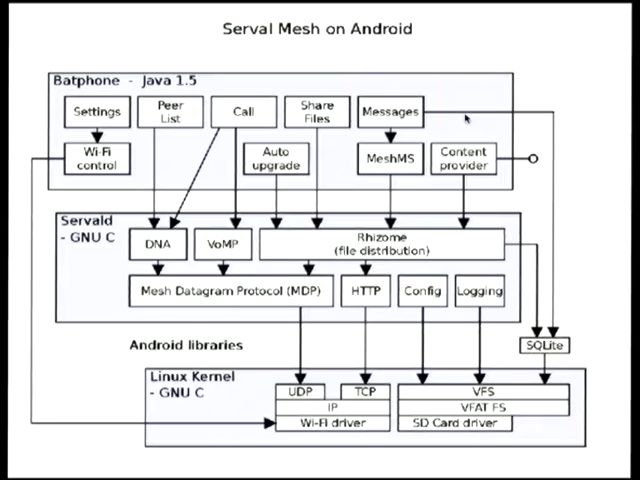 Serval Mesh on Android
Batphone - Java 1.5
Settings
Peer
List
Call
Share
Files
Messages
Wi-Fi
control
Auto
upgrade
MeshMS
Content
provider
Servald
- GNU C
DNA
VoMP
Rhizome
(file distribution)
Mesh Datagram Protocol (MDP)
HTTP
Config
Logging
Android libraries
SQLite
Linux Kernel
- GNU C
UDP
TCP
VFS
IP
VFAT FS
Wi-Fi driver
SD Card driver